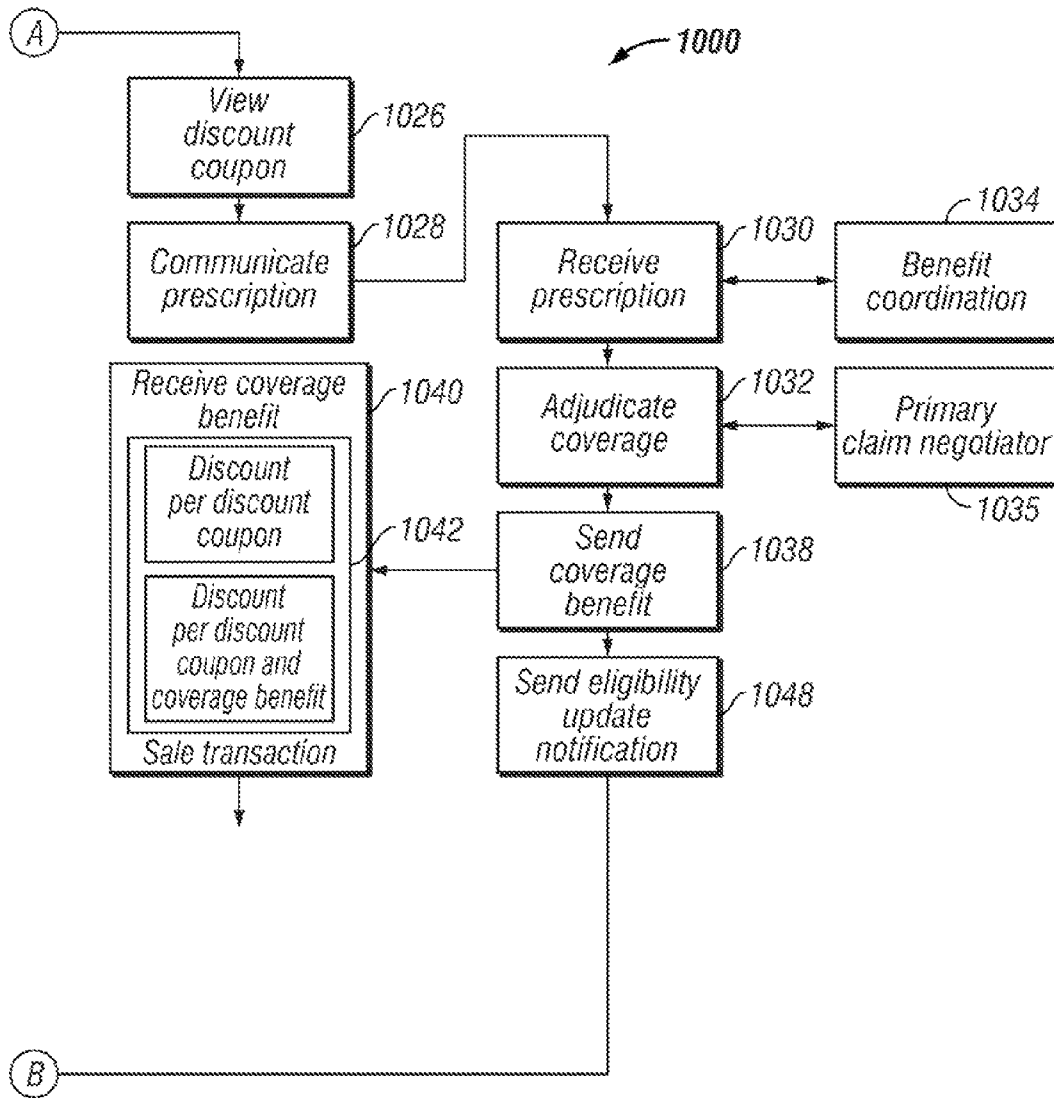 A
1000
View
discount
coupon
1026
Communicate
prescription
1028
Receive
prescription
1030
Benefit
coordination
1034
Receive coverage
benefit
1040
Discount
per discount
coupon
1042
Discount
per discount
coupon and
coverage benefit
Sale transaction
Adjudicate
coverage
1032
Primary
claim negotiator
1035
Send
coverage
benefit
1038
Send eligibility
update
notification
1048
B